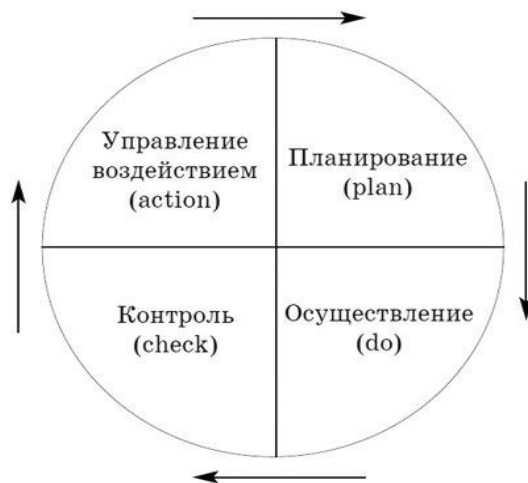 Управление
воздействием
(action)
Планирование
(plan)
Контроль
(check)
Осуществление
(do)